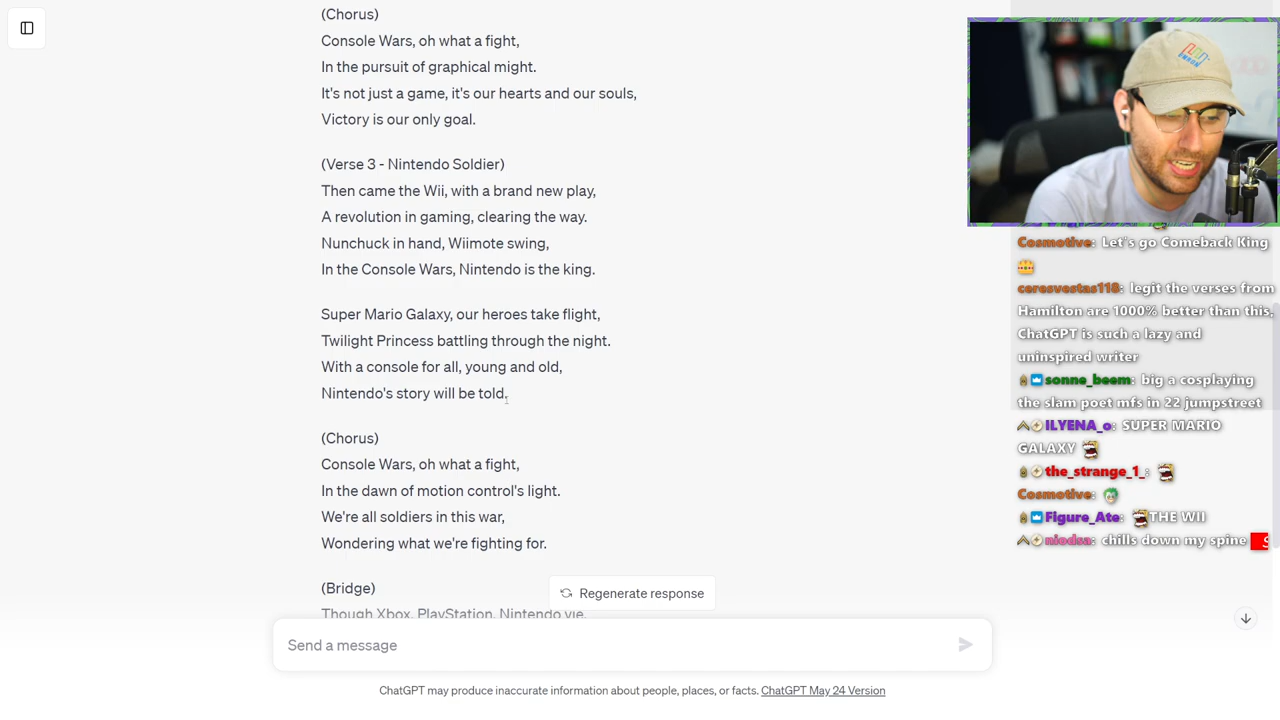 (Chorus)
Console Wars, oh what a fight,
In the pursuit of graphical might.
It's not just a game, it's our hearts and our souls,
Victory is our only goal.
(Verse 3 - Nintendo Soldier)
Then came the Wii, with a brand new play,
A revolution in gaming, clearing the way.
Nunchuck in hand, Wiimote swing,
In the Console Wars, Nintendo is the king.
Super Mario Galaxy, our heroes take flight,
Twilight Princess battling through the night.
With a console for all, young and old,
Nintendo's story will be told.
(Chorus)
Console Wars, oh what a fight,
In the dawn of motion control's light.
We're all soldiers in this war,
Wondering what we're fighting for.
(Bridge)
Though Xbox, PlayStation, Nintendo vie,
Regenerate response
Send a message
ChatGPT may produce inaccurate information about people, places, or facts. ChatGPT May 24 Version
Cosmotive: Let's go Comeback King
ceresvestas118: legit the verses from
Hamilton are 1000% better than this,
ChatGPT is such a lazy and
uninspired writer
sonne_beem: big a cosplaying
the slam poet mfs in 22 jumpstreet
ILYENA_o: SUPER MARIO
GALAXY
the_strange_1_:
Cosmotive:
Figure_Ate: THE WII
niodsa: chills down my spine